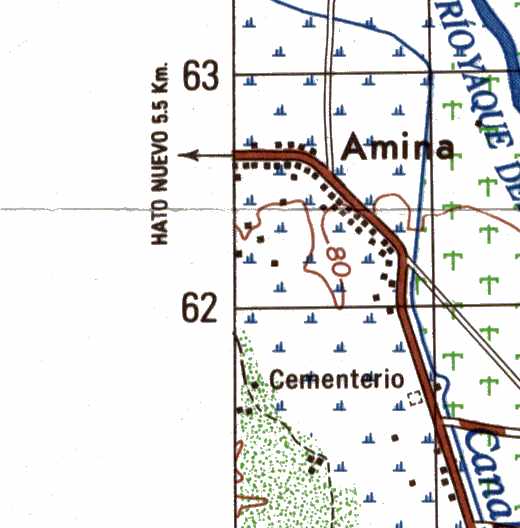 RÍO YAQUE DE
63
HATO NUEVO 5.5 Km.
Amina
80
62
Cementerio
Cana